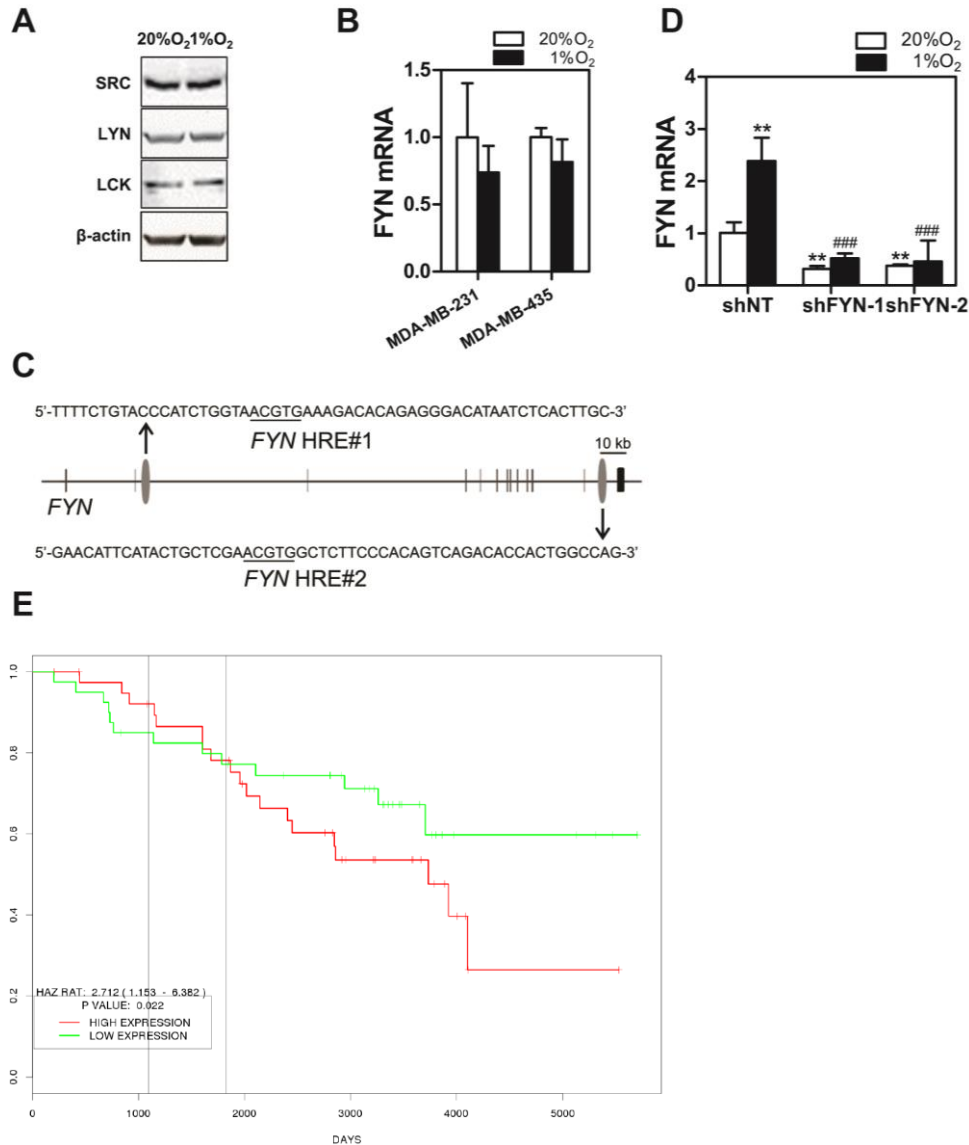 A
20%O₂1%O₂
SRC
LYN
LCK
β-actin
B
20%O₂
1%O₂
FYN mRNA
1.5
1.0
0.5
0.0
MDA-MB-231
MDA-MB-435
D
20%O₂
1%O₂
FYN mRNA
4
3
2
1
0
**
**
###
**
###
shNT
shFYN-1
shFYN-2
C
5'-TTTTCTGTACCCATCTGGTAACGTGAAAGACACAGAGGGACATAATCTCACTTGC-3'
FYN HRE#1
10 kb
FYN
5'-GAACATTCATACTGCTCGAACGTGGCTCTTCCCACAGTCAGACACCACTGGCCAG-3'
FYN HRE#2
E
1.0
0.8
0.6
0.4
0.2
0.0
HAZ RAT: 2.712 ( 1.153 - 6.382 )
P VALUE: 0.022
HIGH EXPRESSION
LOW EXPRESSION
0
1000
2000
3000
4000
5000
DAYS